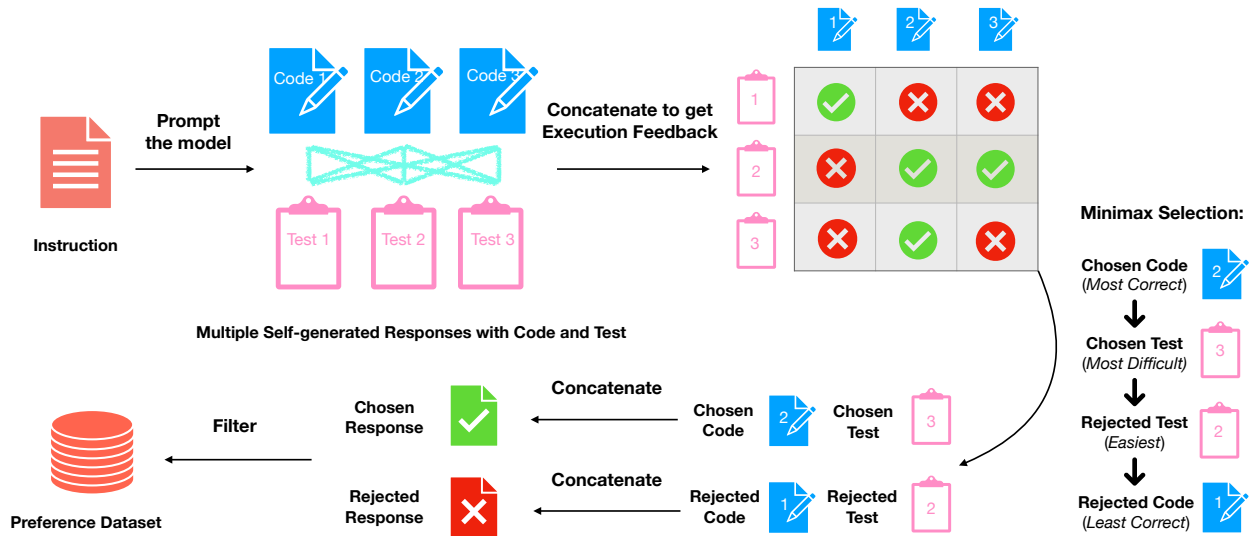 1
2
3
Code 1
Code 2
Code 3
Prompt
the model
Concatenate to get
Execution Feedback
1
2
3
Test 1
Test 2
Test 3
Instruction
Multiple Self-generated Responses with Code and Test
Minimax Selection:
Chosen Code
(Most Correct)
2
Chosen Test
(Most Difficult)
3
Rejected Test
(Easiest)
2
Rejected Code
(Least Correct)
1
Chosen
Code
2
Chosen
Test
3
Concatenate
Chosen
Response
Rejected
Code
1
Rejected
Test
2
Concatenate
Rejected
Response
Filter
Preference Dataset